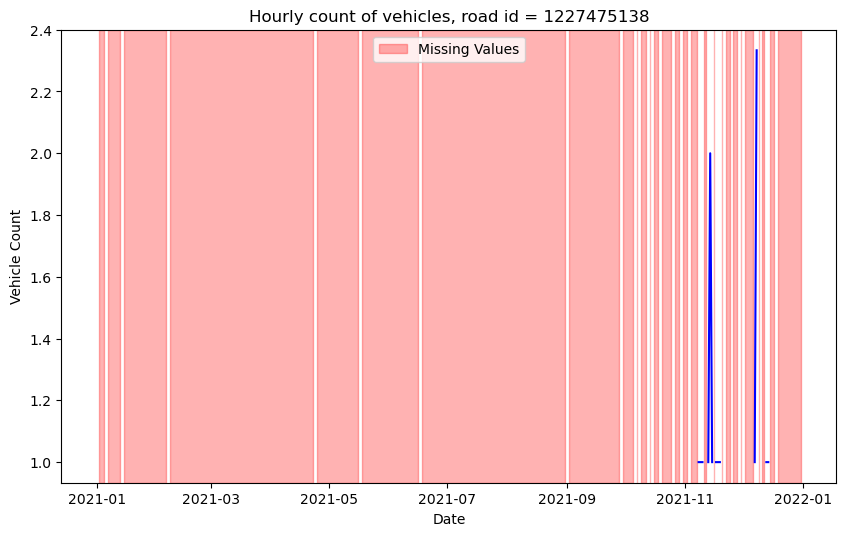 Hourly count of vehicles, road id = 1227475138
Missing Values
Vehicle Count
2.4
2.2
2.0
1.8
1.6
1.4
1.2
1.0
2021-01 2021-03 2021-05 2021-07 2021-09 2021-11 2022-01
Date